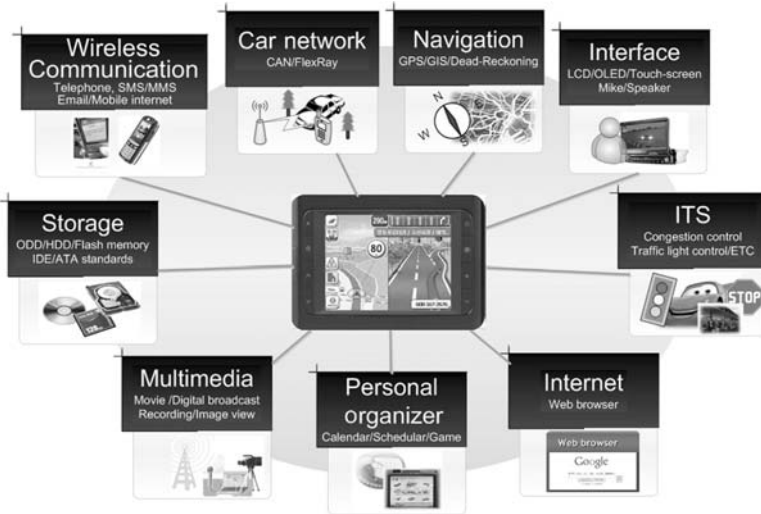 Wireless
Communication
Telephone, SMS/MMS
Email/Mobile internet
Car network
CAN/FlexRay
Navigation
GPS/GIS/Dead-Reckoning
N
W
S
Interface
LCD/OLED/Touch-screen
Mike/Speaker
Storage
ODD/HDD/Flash memory
IDE/ATA standards
80
ITS
Congestion control
Traffic light control/ETC
STOP
Multimedia
Movie /Digital broadcast
Recording/Image view
Personal
organizer
Calendar/Schedular/Game
Internet
Web browser
Web browser
Google